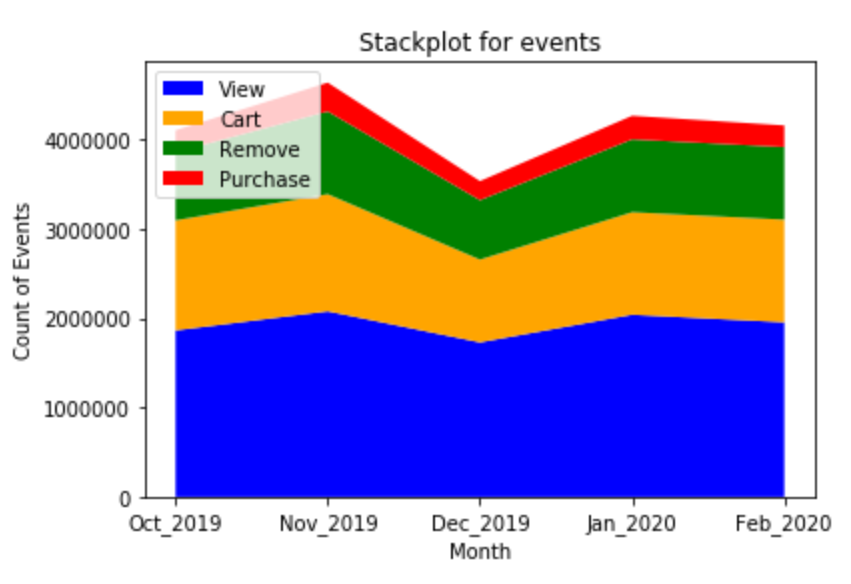 Stackplot for events
View
Cart
Remove
Purchase
4000000
3000000
2000000
1000000
0
Count of Events
Oct_2019 Nov_2019 Dec_2019 Jan_2020 Feb_2020
Month